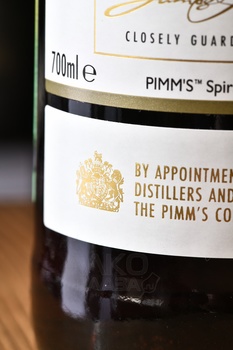 CLOSELY GUARD
700ml ℮
PIMM'S™ Spir
BY APPOINTMEN
DISTILLERS AND
THE PIMM'S CO